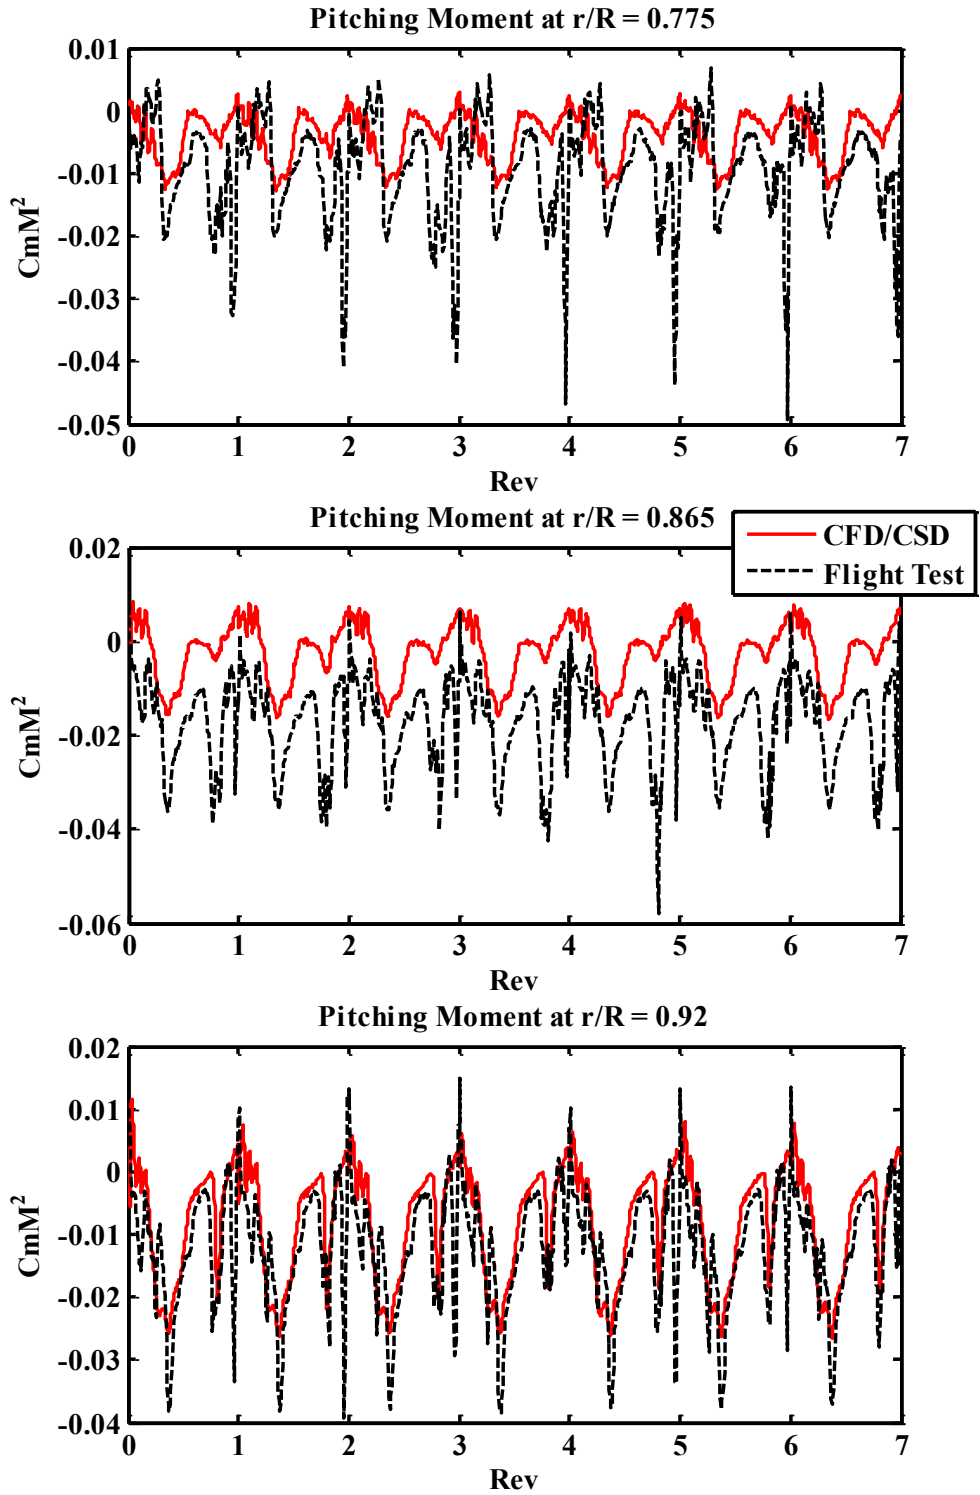 Pitching Moment at r/R = 0.775
0.01
0
-0.01
-0.02
-0.03
-0.04
-0.05
CmM²
0 1 2 3 4 5 6 7
Rev
Pitching Moment at r/R = 0.865
CFD/CSD
Flight Test
0.02
0
-0.02
-0.04
-0.06
CmM²
0 1 2 3 4 5 6 7
Rev
Pitching Moment at r/R = 0.92
0.02
0.01
0
-0.01
-0.02
-0.03
-0.04
CmM²
0 1 2 3 4 5 6 7
Rev